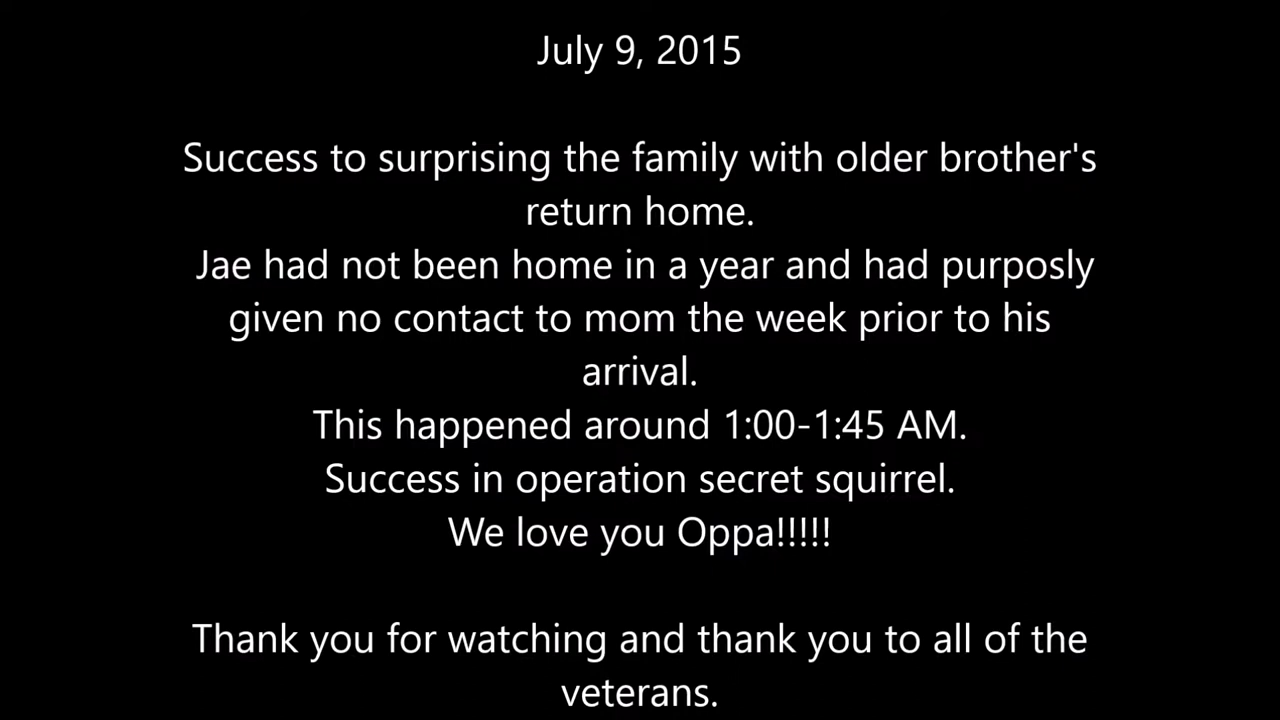 July 9, 2015
Success to surprising the family with older brother's
return home.
Jae had not been home in a year and had purposly
given no contact to mom the week prior to his
arrival.
This happened around 1:00-1:45 AM.
Success in operation secret squirrel.
We love you Oppa!!!!!
Thank you for watching and thank you to all of the
veterans.